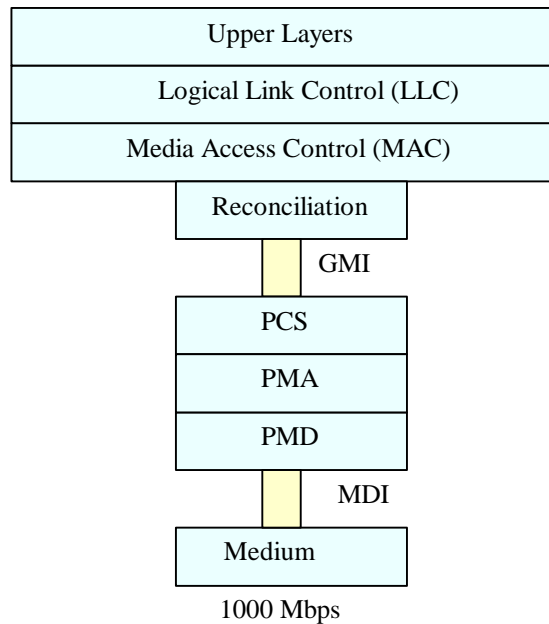 Upper Layers
Logical Link Control (LLC)
Media Access Control (MAC)
Reconciliation
GMI
PCS
PMA
PMD
MDI
Medium
1000 Mbps